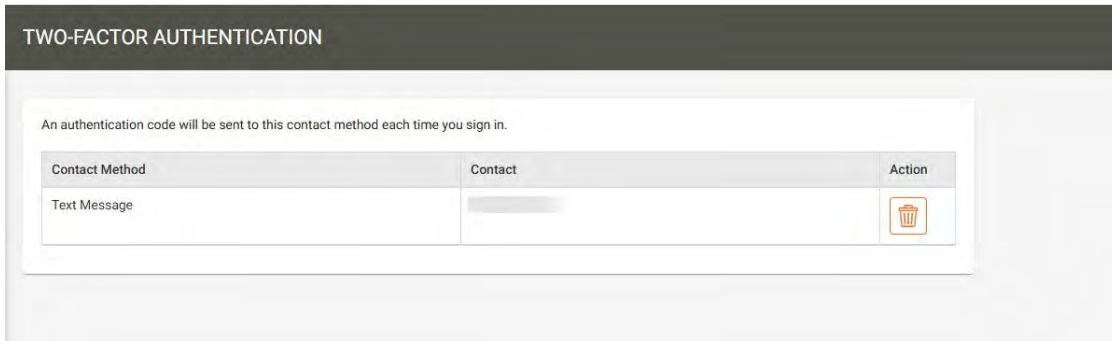 TWO-FACTOR AUTHENTICATION
An authentication code will be sent to this contact method each time you sign in.
Contact Method Contact Action
Text Message